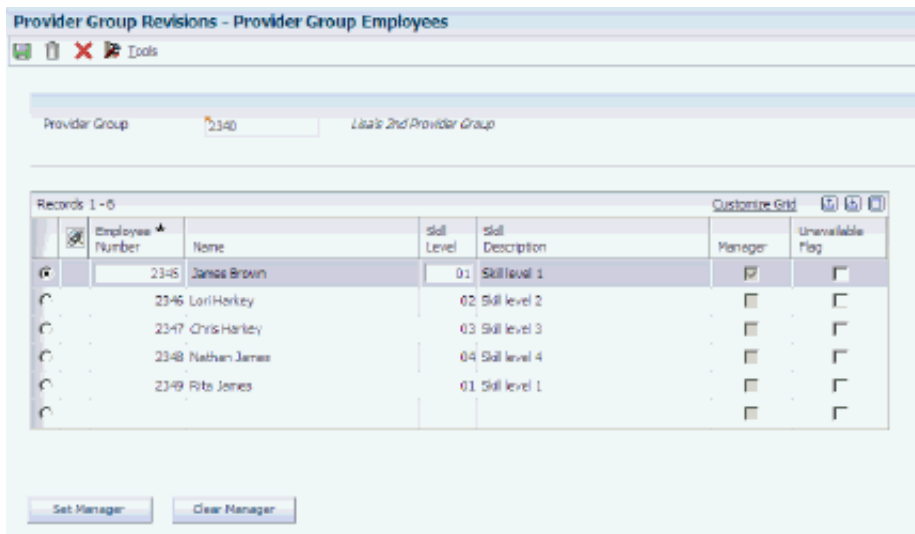 Provider Group Revisions - Provider Group Employees
Tools
Provider Group 2340 Lisa's 2nd Provider Group
Records 1 - 6 Customize Grid
Employee Number Name Skill Level Skill Description Manager Unavailable Flag
2345 James Brown 01 Skill level 1
2346 Lori Harkey 02 Skill level 2
2347 Chris Harkey 03 Skill level 3
2348 Nathan James 04 Skill level 4
2349 Rita James 01 Skill level 1
Set Manager Clear Manager